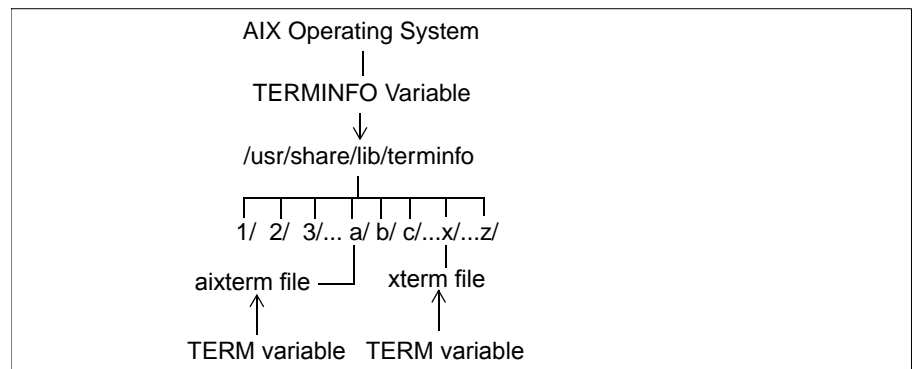 AIX Operating System
TERMINFO Variable
/usr/share/lib/terminfo
1/ 2/ 3/... a/ b/ c/...x/...z/
aixterm file xterm file
TERM variable TERM variable